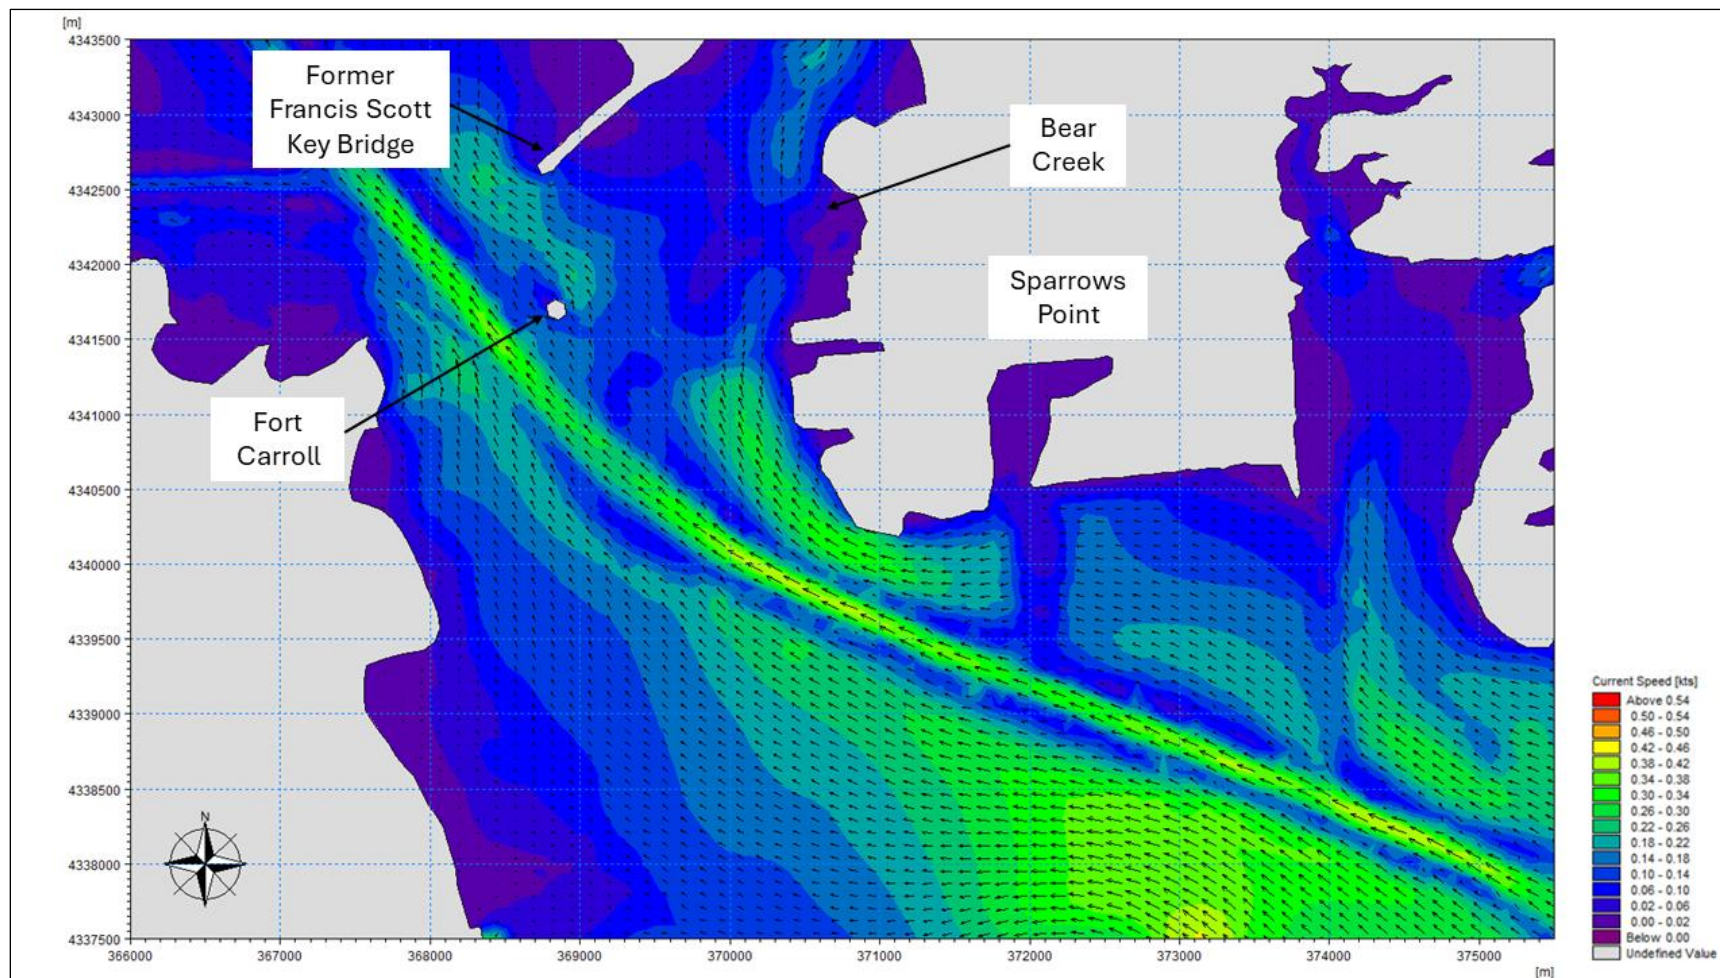 [m]
4343500
4343000
4342500
4342000
4341500
4341000
4340500
4340000
4339500
4339000
4338500
4338000
4337500
Former
Francis Scott
Key Bridge
Bear
Creek
Sparrows
Point
Fort
Carroll
N
366000 367000 368000 369000 370000 371000 372000 373000 374000 375000
[m]
Current Speed [kts]
Above 0.54
0.50 - 0.54
0.46 - 0.50
0.42 - 0.46
0.38 - 0.42
0.34 - 0.38
0.30 - 0.34
0.26 - 0.30
0.22 - 0.26
0.18 - 0.22
0.14 - 0.18
0.10 - 0.14
0.06 - 0.10
0.02 - 0.06
0.00 - 0.02
Below 0.00
Undefined Value